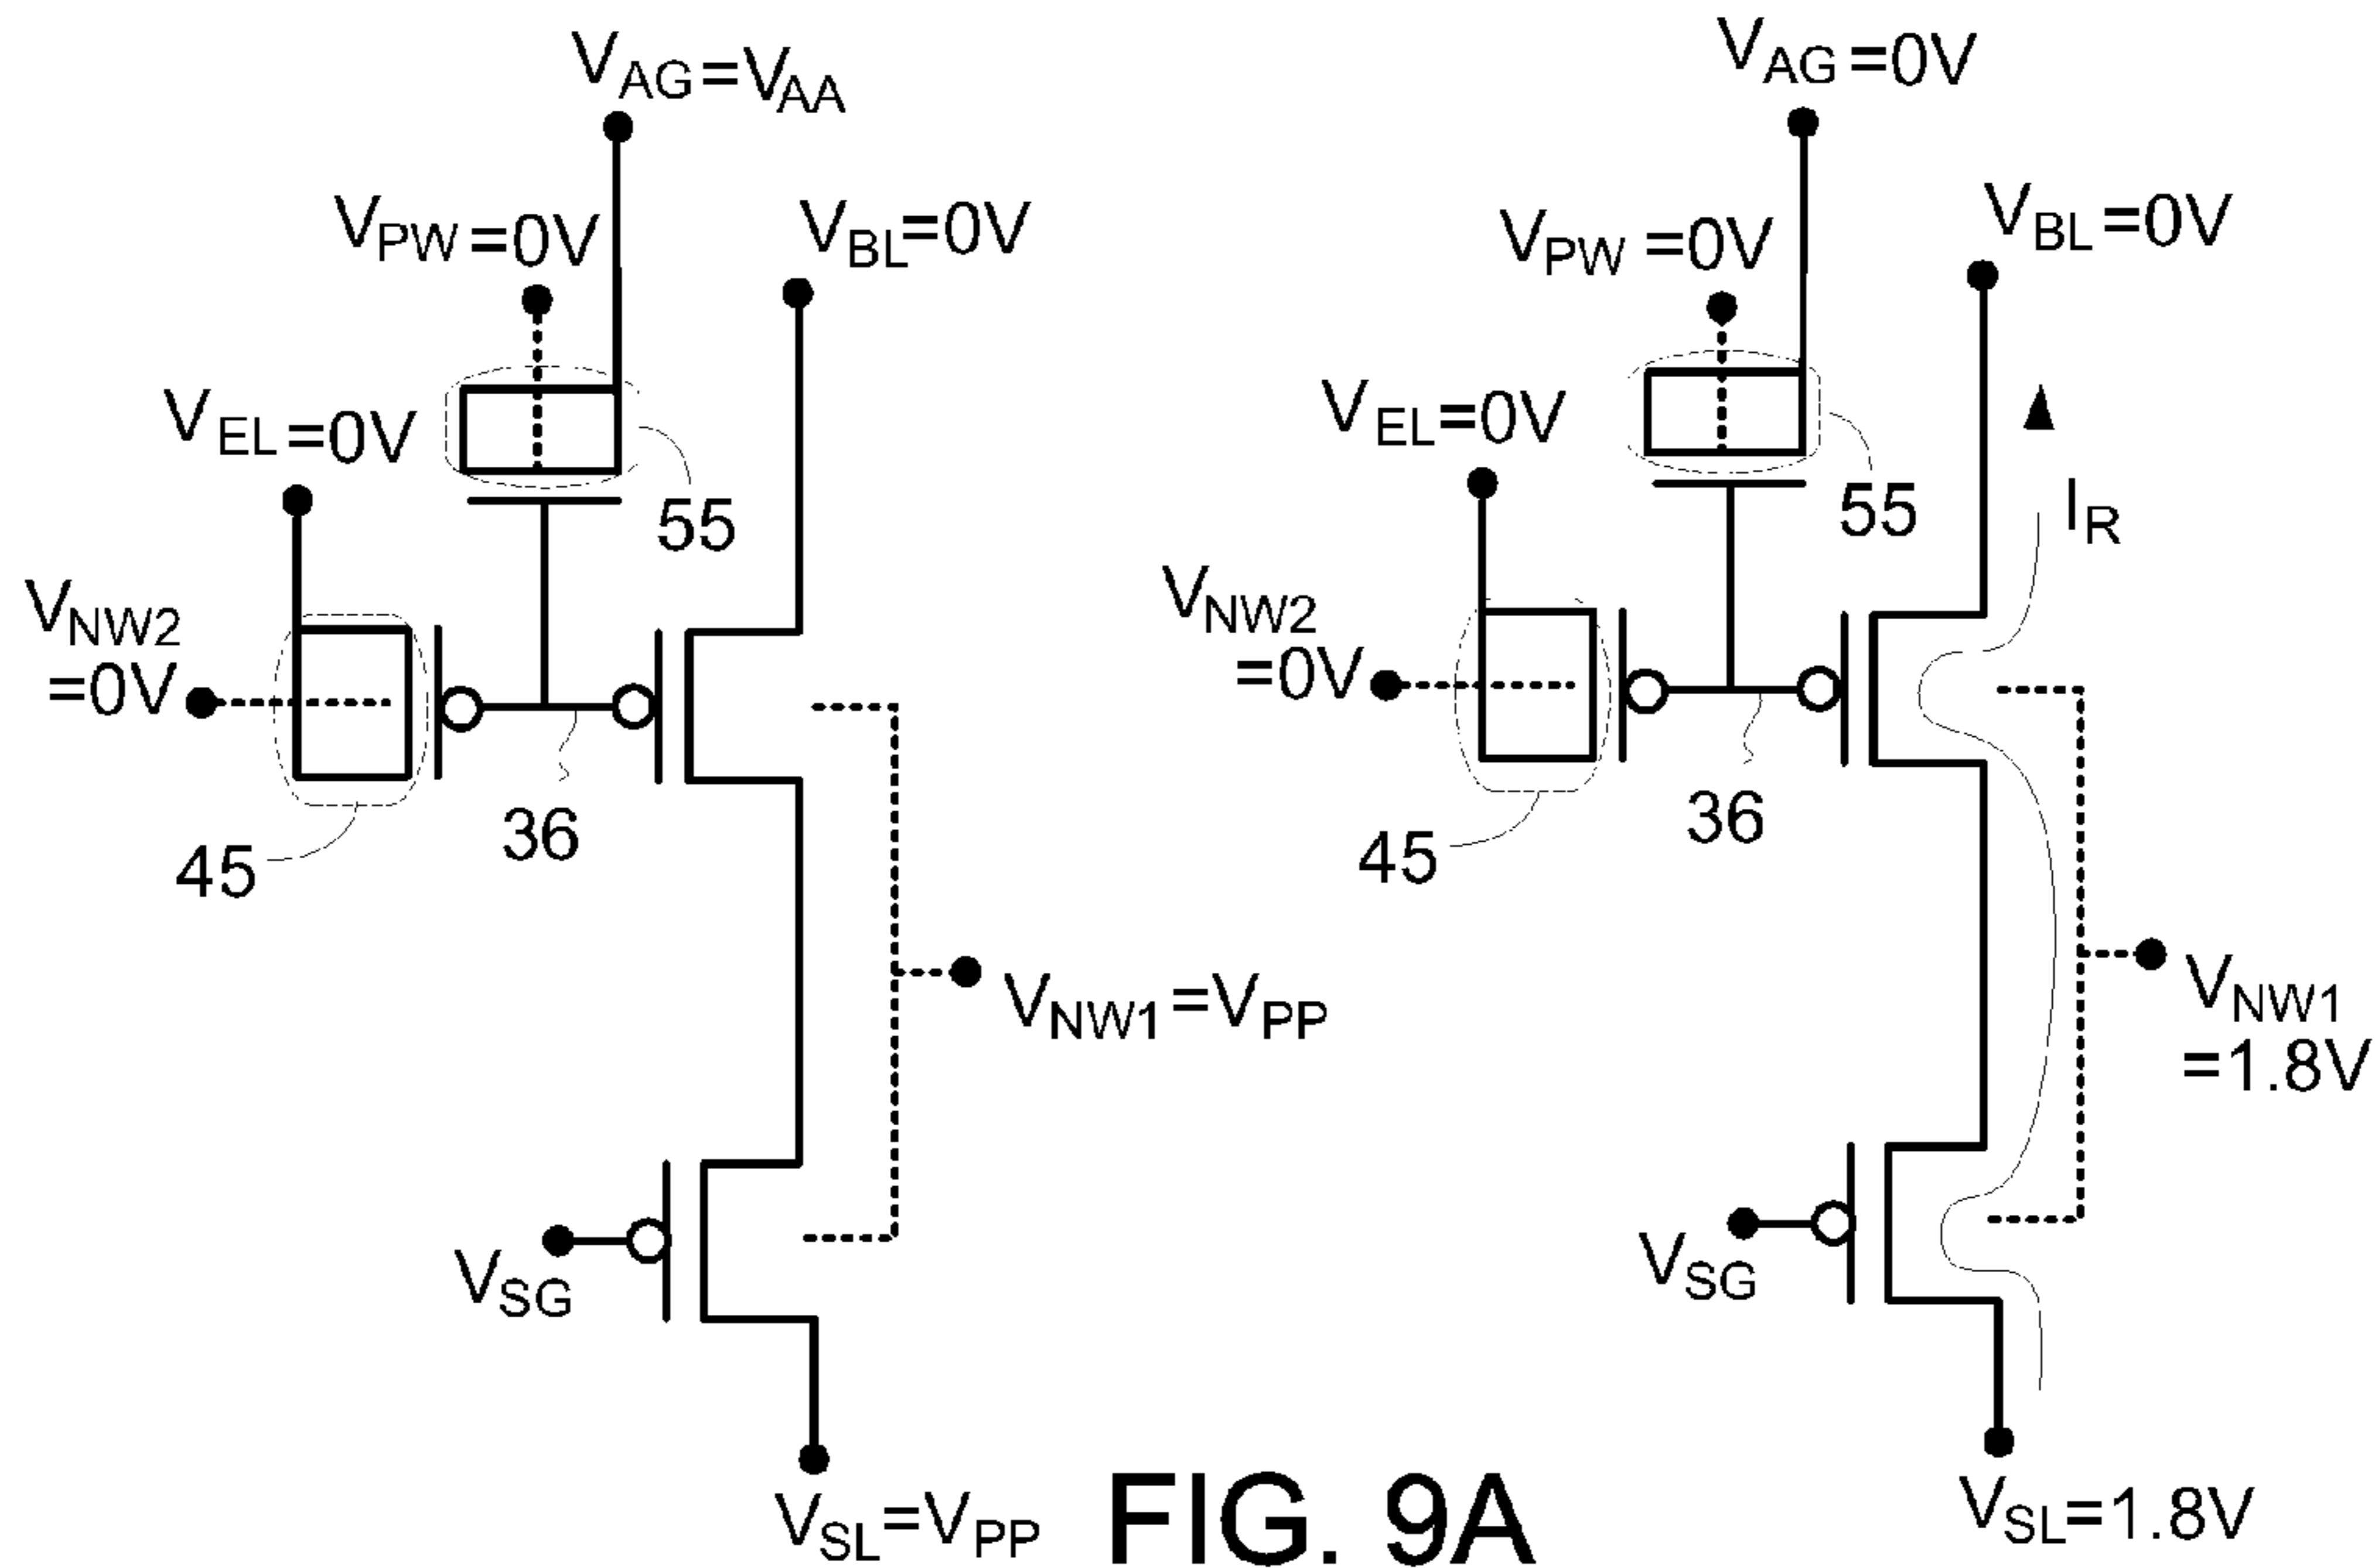 VAG=VAA
VPW=0V
VBL=0V
VEL=0V
55
VNW2
=0V
36
45
VNW1=VPP
VSG
VSL=VPP
VAG=0V
VPW=0V
VBL=0V
VEL=0V
55
IR
VNW2
=0V
36
45
VNW1
=1.8V
VSG
VSL=1.8V
FIG. 9A